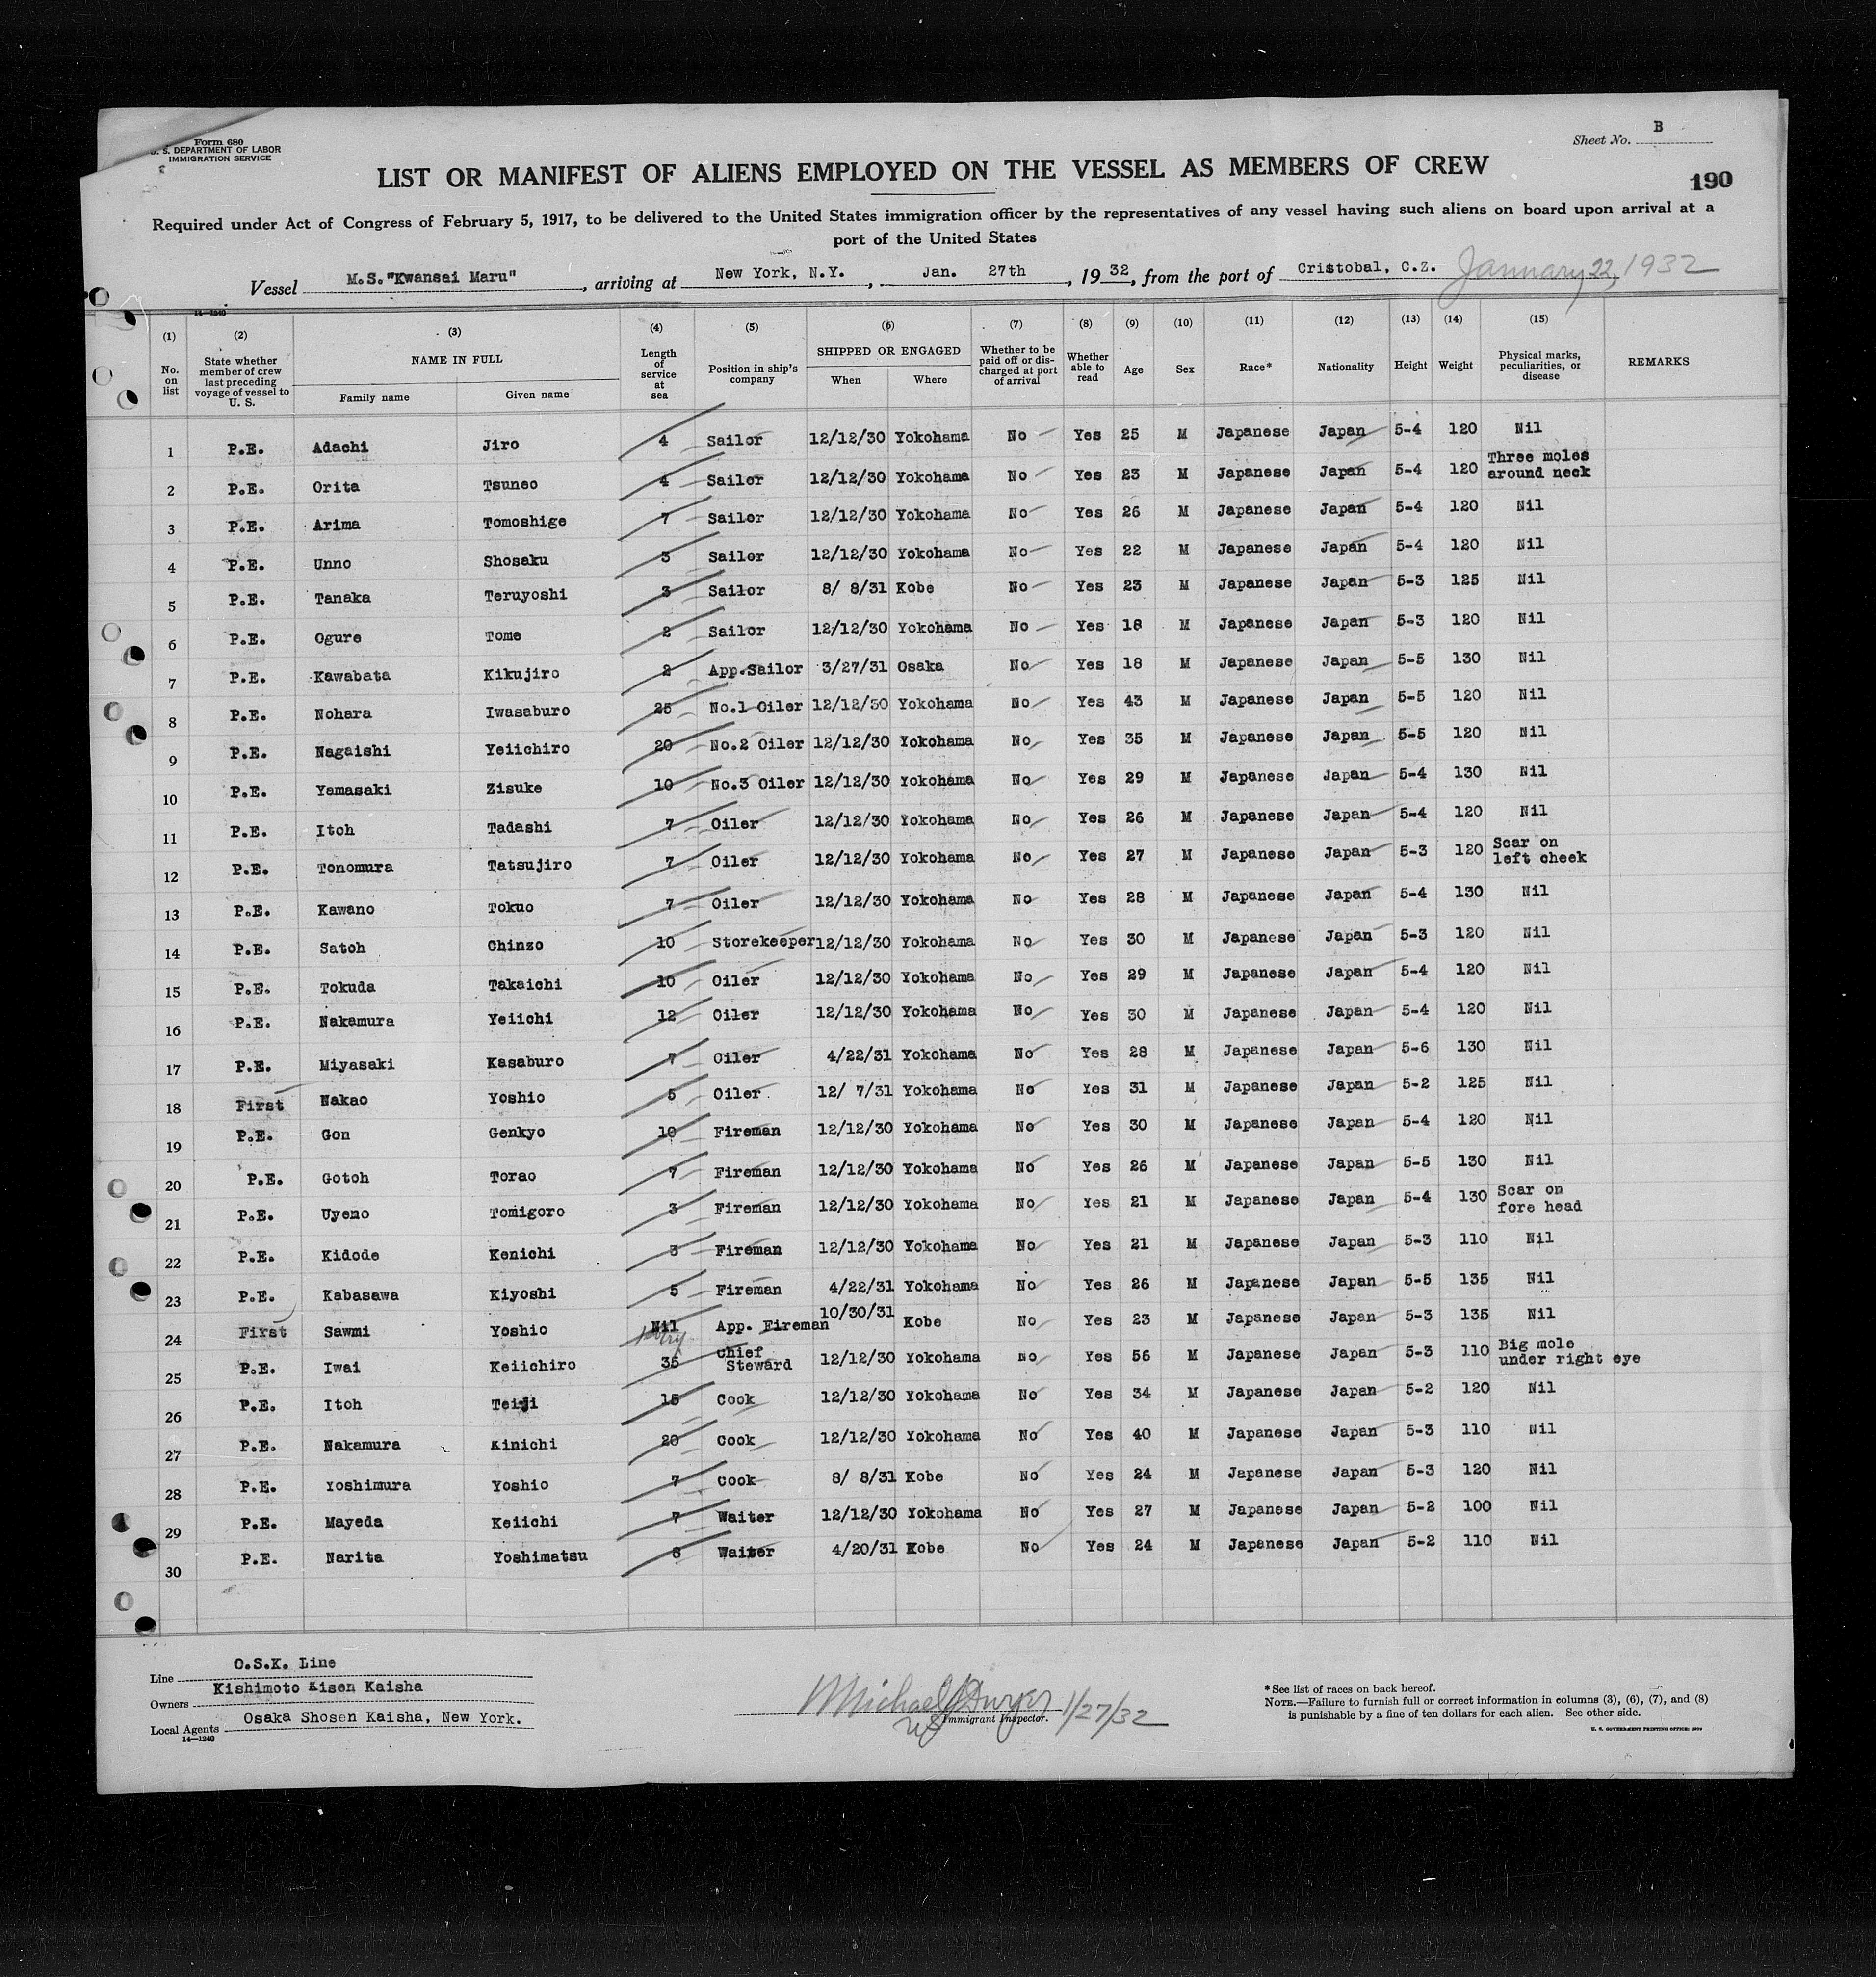 Form 680
U. S. DEPARTMENT OF LABOR
IMMIGRATION SERVICE
Sheet No. B
LIST OR MANIFEST OF ALIENS EMPLOYED ON THE VESSEL AS MEMBERS OF CREW
190
Required under Act of Congress of February 5, 1917, to be delivered to the United States immigration officer by the representatives of any vessel having such aliens on board upon arrival at a
port of the United States
Vessel M.S."Kwansei Maru", arriving at New York, N.Y., Jan. 27th, 1932, from the port of Cristobal, C.Z. January 22, 1932
14—1240
(1) (2) (3) (4) (5) (6) (7) (8) (9) (10) (11) (12) (13) (14) (15)
No. on list State whether member of crew last preceding voyage of vessel to U. S. NAME IN FULL Family name Given name Length of service at sea Position in ship's company SHIPPED OR ENGAGED When Where Whether to be paid off or discharged at port of arrival Whether able to read Age Sex Race* Nationality Height Weight Physical marks, peculiarities, or disease REMARKS
1 P.E. Adachi Jiro 4 Sailor 12/12/30 Yokohama No Yes 25 M Japanese Japan 5-4 120 Nil
2 P.E. Orita Tsuneo 4 Sailor 12/12/30 Yokohama No Yes 23 M Japanese Japan 5-4 120 Three moles around neck
3 P.E. Arima Tomoshige 7 Sailor 12/12/30 Yokohama No Yes 26 M Japanese Japan 5-4 120 Nil
4 P.E. Unno Shosaku 3 Sailor 12/12/30 Yokohama No Yes 22 M Japanese Japan 5-4 120 Nil
5 P.E. Tanaka Teruyoshi 3 Sailor 8/ 8/31 Kobe No Yes 23 M Japanese Japan 5-3 125 Nil
6 P.E. Ogure Tome 2 Sailor 12/12/30 Yokohama No Yes 18 M Japanese Japan 5-3 120 Nil
7 P.E. Kawabata Kikujiro 2 App.Sailor 3/27/31 Osaka No Yes 18 M Japanese Japan 5-5 130 Nil
8 P.E. Nohara Iwasaburo 25 No.1 Oiler 12/12/30 Yokohama No Yes 43 M Japanese Japan 5-5 120 Nil
9 P.E. Nagaishi Yeiichiro 20 No.2 Oiler 12/12/30 Yokohama No Yes 35 M Japanese Japan 5-5 120 Nil
10 P.E. Yamasaki Zisuke 10 No.3 Oiler 12/12/30 Yokohama No Yes 29 M Japanese Japan 5-4 130 Nil
11 P.E. Itoh Tadashi 7 Oiler 12/12/30 Yokohama No Yes 26 M Japanese Japan 5-4 120 Nil
12 P.E. Tonomura Tatsujiro 7 Oiler 12/12/30 Yokohama No Yes 27 M Japanese Japan 5-3 120 Scar on left cheek
13 P.E. Kawano Tokuo 7 Oiler 12/12/30 Yokohama No Yes 28 M Japanese Japan 5-4 130 Nil
14 P.E. Satoh Chinzo 10 Storekeeper 12/12/30 Yokohama No Yes 30 M Japanese Japan 5-3 120 Nil
15 P.E. Tokuda Takaichi 10 Oiler 12/12/30 Yokohama No Yes 29 M Japanese Japan 5-4 120 Nil
16 P.E. Nakamura Yeiichi 12 Oiler 12/12/30 Yokohama No Yes 30 M Japanese Japan 5-4 120 Nil
17 P.E. Miyasaki Kasaburo 7 Oiler 4/22/31 Yokohama No Yes 28 M Japanese Japan 5-6 130 Nil
18 First Nakao Yoshio 5 Oiler 12/ 7/31 Yokohama No Yes 31 M Japanese Japan 5-2 125 Nil
19 P.E. Gon Genkyo 10 Fireman 12/12/30 Yokohama No Yes 30 M Japanese Japan 5-4 120 Nil
20 P.E. Gotoh Torao 7 Fireman 12/12/30 Yokohama No Yes 26 M Japanese Japan 5-5 130 Nil
21 P.E. Uyeno Tomigoro 3 Fireman 12/12/30 Yokohama No Yes 21 M Japanese Japan 5-4 130 Scar on fore head
22 P.E. Kidode Kenichi 3 Fireman 12/12/30 Yokohama No Yes 21 M Japanese Japan 5-3 110 Nil
23 P.E. Kabasawa Kiyoshi 5 Fireman 4/22/31 Yokohama No Yes 26 M Japanese Japan 5-5 135 Nil
24 First Sawmi Yoshio Nil App. Fireman 10/30/31 Kobe No Yes 23 M Japanese Japan 5-3 135 Nil
25 P.E. Iwai Keiichiro 35 Chief Steward 12/12/30 Yokohama No Yes 56 M Japanese Japan 5-3 110 Big mole under right eye
26 P.E. Itoh Teiji 15 Cook 12/12/30 Yokohama No Yes 34 M Japanese Japan 5-2 120 Nil
27 P.E. Nakamura Kinichi 20 Cook 12/12/30 Yokohama No Yes 40 M Japanese Japan 5-3 110 Nil
28 P.E. Yoshimura Yoshio 7 Cook 8/ 8/31 Kobe No Yes 24 M Japanese Japan 5-3 120 Nil
29 P.E. Mayeda Keiichi 7 Waiter 12/12/30 Yokohama No Yes 27 M Japanese Japan 5-2 100 Nil
30 P.E. Narita Yoshimatsu 8 Waiter 4/20/31 Kobe No Yes 24 M Japanese Japan 5-2 110 Nil
Line O.S.K. Line
Owners Kishimoto Kisen Kaisha
Local Agents Osaka Shosen Kaisha, New York.
14—1240
Michael J Dwyer 1/27/32
Immigrant Inspector.
*See list of races on back hereof.
NOTE.—Failure to furnish full or correct information in columns (3), (6), (7), and (8)
is punishable by a fine of ten dollars for each alien. See other side.